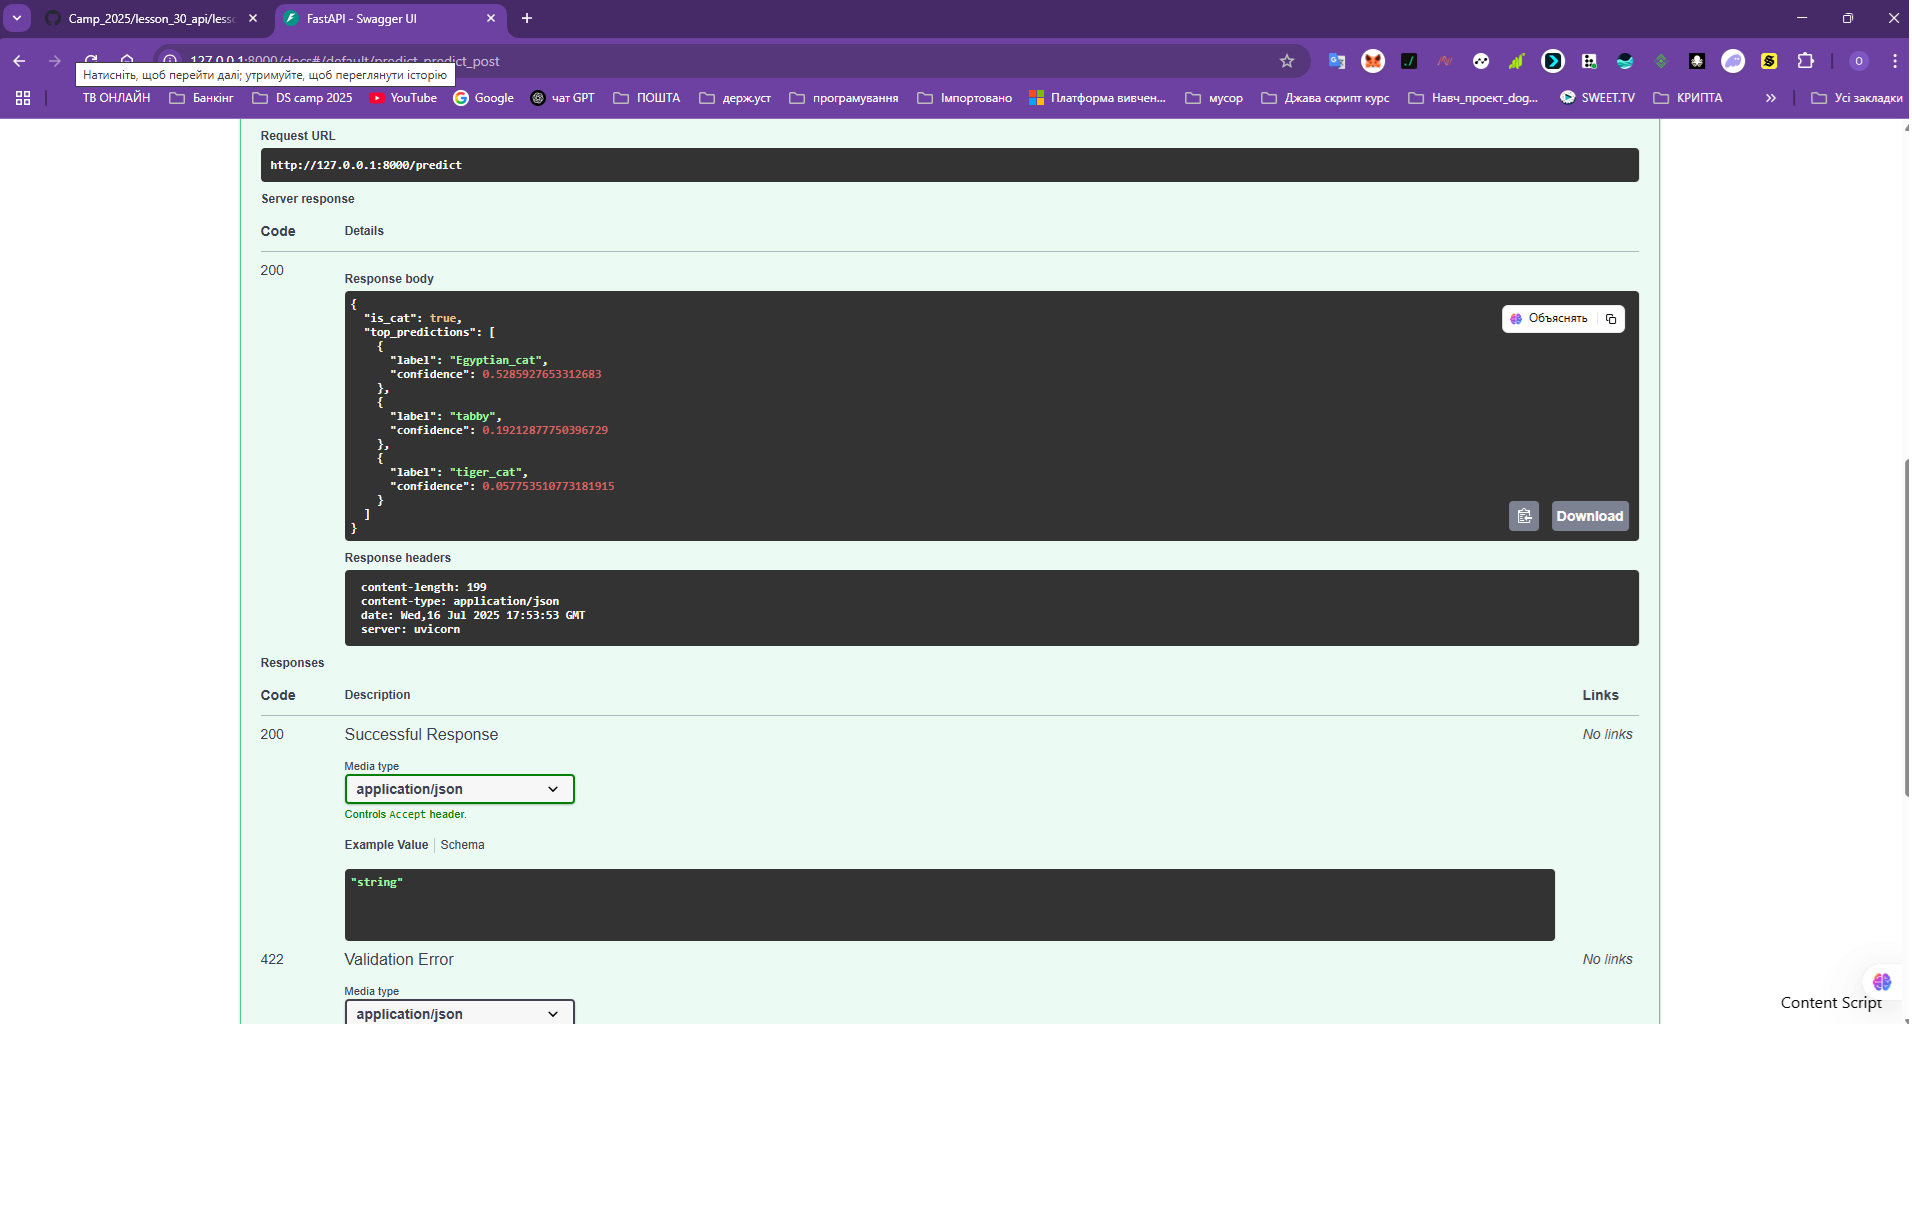 Camp_2025/lesson_30_api/less
FastAPI - Swagger UI
127.0.0.1:8000/docs#/default/predict_predict_post
Натисніть, щоб перейти далі; утримуйте, щоб переглянути історію
ТВ ОНЛАЙН
Банкінг
DS camp 2025
YouTube
Google
чат GPT
ПОШТА
держ.уст
програмування
Імпортовано
Платформа вивчен...
мусор
Джава скрипт курс
Навч_проект_dog...
SWEET.TV
КРИПТА
Усі закладки
Request URL
http://127.0.0.1:8000/predict
Server response
Code Details
200
Response body
{
"is_cat": true,
"top_predictions": [
{
"label": "Egyptian_cat",
"confidence": 0.5285927653312683
},
{
"label": "tabby",
"confidence": 0.19212877750396729
},
{
"label": "tiger_cat",
"confidence": 0.057753510773181915
}
]
}
Объяснять
Download
Response headers
content-length: 199
content-type: application/json
date: Wed,16 Jul 2025 17:53:53 GMT
server: uvicorn
Responses
Code Description Links
200 Successful Response No links
Media type
application/json
Controls Accept header.
Example Value Schema
"string"
422 Validation Error No links
Media type
application/json
Content Script